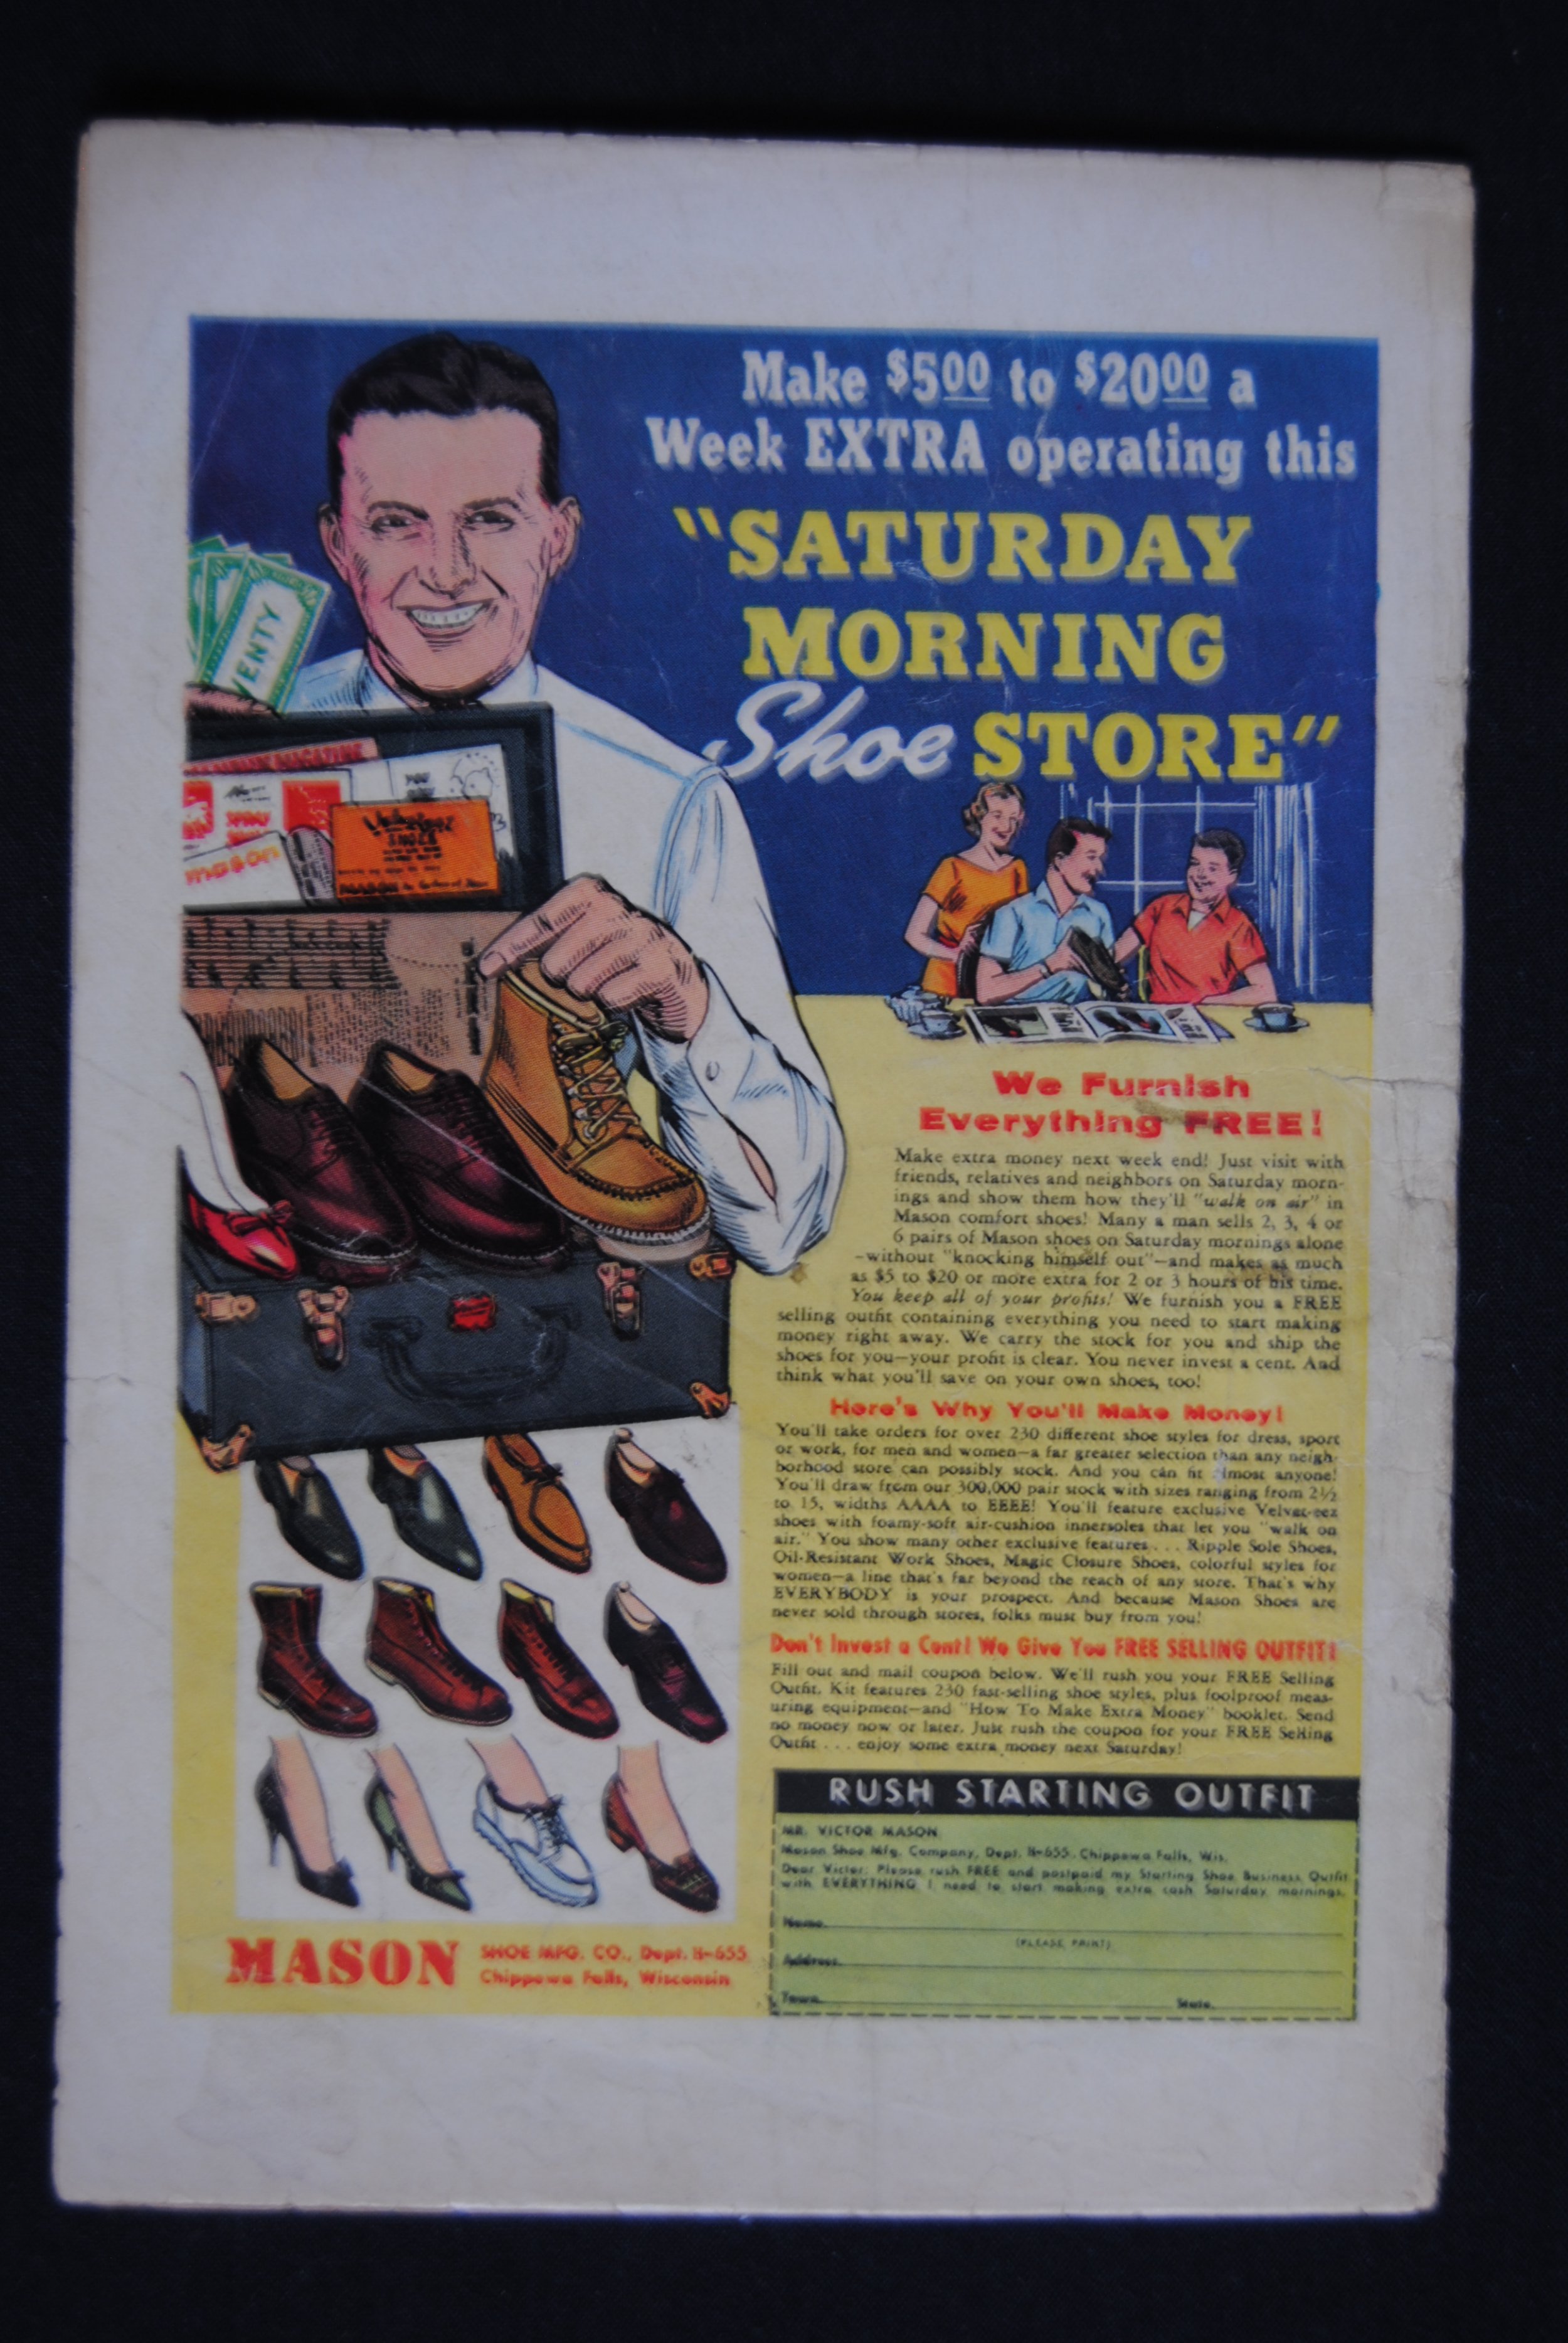 Make $5.00 to $20.00 a
Week EXTRA operating this
"SATURDAY
MORNING
Shoe STORE"
VENTY
MAGAZINE
YOU
mason
SHOES
We Furnish
Everything FREE!
Make extra money next week end! Just visit with
friends, relatives and neighbors on Saturday morn-
ings and show them how they'll "walk on air" in
Mason comfort shoes! Many a man sells 2, 3, 4 or
6 pairs of Mason shoes on Saturday mornings alone
-without "knocking himself out"-and makes as much
as $5 to $20 or more extra for 2 or 3 hours of his time.
You keep all of your profits! We furnish you a FREE
selling outfit containing everything you need to start making
money right away. We carry the stock for you and ship the
shoes for you—your profit is clear. You never invest a cent. And
think what you'll save on your own shoes, too!
Here's Why You'll Make Money!
You'll take orders for over 230 different shoe styles for dress, sport
or work, for men and women—a far greater selection than any neigh-
borhood store can possibly stock. And you can fit almost anyone!
You'll draw from our 300,000 pair stock with sizes ranging from 2½
to 15, widths AAAA to EEEE! You'll feature exclusive Velvet-eez
shoes with foamy-soft air-cushion innersoles that let you "walk on
air." You show many other exclusive features . . . Ripple Sole Shoes,
Oil-Resistant Work Shoes, Magic Closure Shoes, colorful styles for
women—a line that's far beyond the reach of any store. That's why
EVERYBODY is your prospect. And because Mason Shoes are
never sold through stores, folks must buy from you!
Don't Invest a Cent! We Give You FREE SELLING OUTFIT!
Fill out and mail coupon below. We'll rush you your FREE Selling
Outfit. Kit features 230 fast-selling shoe styles, plus foolproof meas-
uring equipment—and "How To Make Extra Money" booklet. Send
no money now or later. Just rush the coupon for your FREE Selling
Outfit . . . enjoy some extra money next Saturday!
RUSH STARTING OUTFIT
MR. VICTOR MASON
Mason Shoe Mfg. Company, Dept. H-655, Chippewa Falls, Wis.
Dear Victor: Please rush FREE and postpaid my Starting Shoe Business Outfit
with EVERYTHING I need to start making extra cash Saturday mornings.
Name
(PLEASE PRINT)
Address
Town State
MASON SHOE MFG. CO., Dept. H-655
Chippewa Falls, Wisconsin